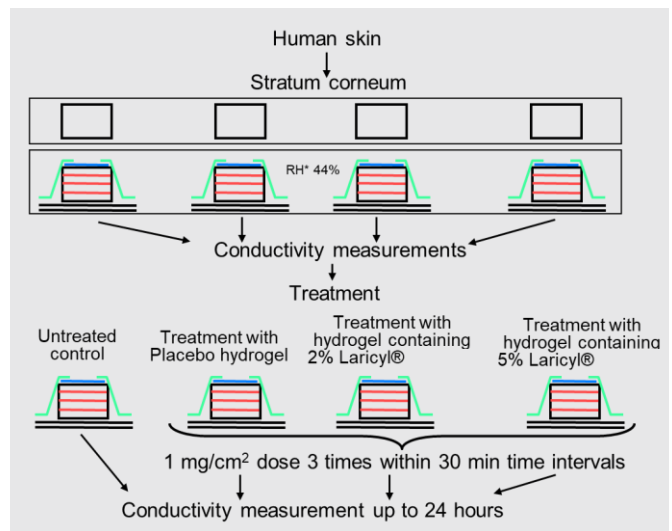 Human skin
Stratum corneum
RH* 44%
Conductivity measurements
Treatment
Untreated
control
Treatment with
Placebo hydrogel
Treatment with
hydrogel containing
2% Laricyl®
Treatment with
hydrogel containing
5% Laricyl®
1 mg/cm² dose 3 times within 30 min time intervals
Conductivity measurement up to 24 hours